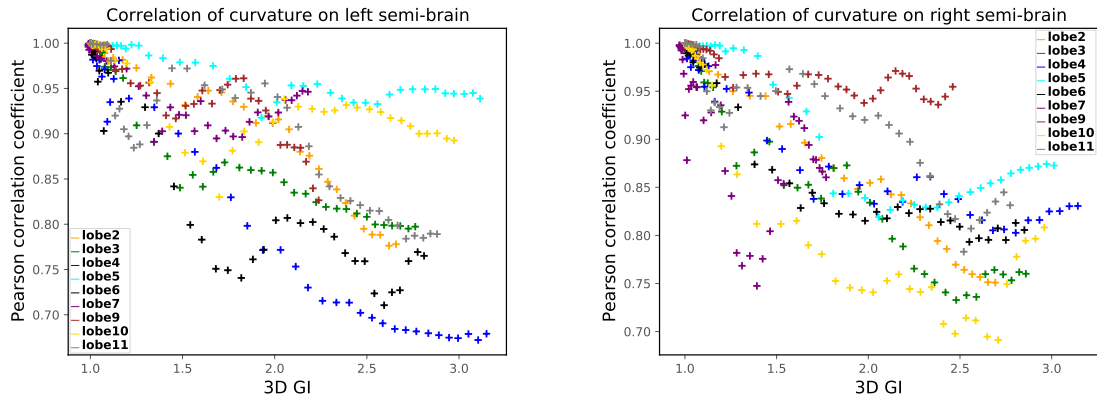 Correlation of curvature on left semi-brain
Pearson correlation coefficient
1.00
0.95
0.90
0.85
0.80
0.75
0.70
lobe2
lobe3
lobe4
lobe5
lobe6
lobe7
lobe9
lobe10
lobe11
1.0 1.5 2.0 2.5 3.0
3D GI
Correlation of curvature on right semi-brain
Pearson correlation coefficient
1.00
0.95
0.90
0.85
0.80
0.75
0.70
lobe2
lobe3
lobe4
lobe5
lobe6
lobe7
lobe9
lobe10
lobe11
1.0 1.5 2.0 2.5 3.0
3D GI